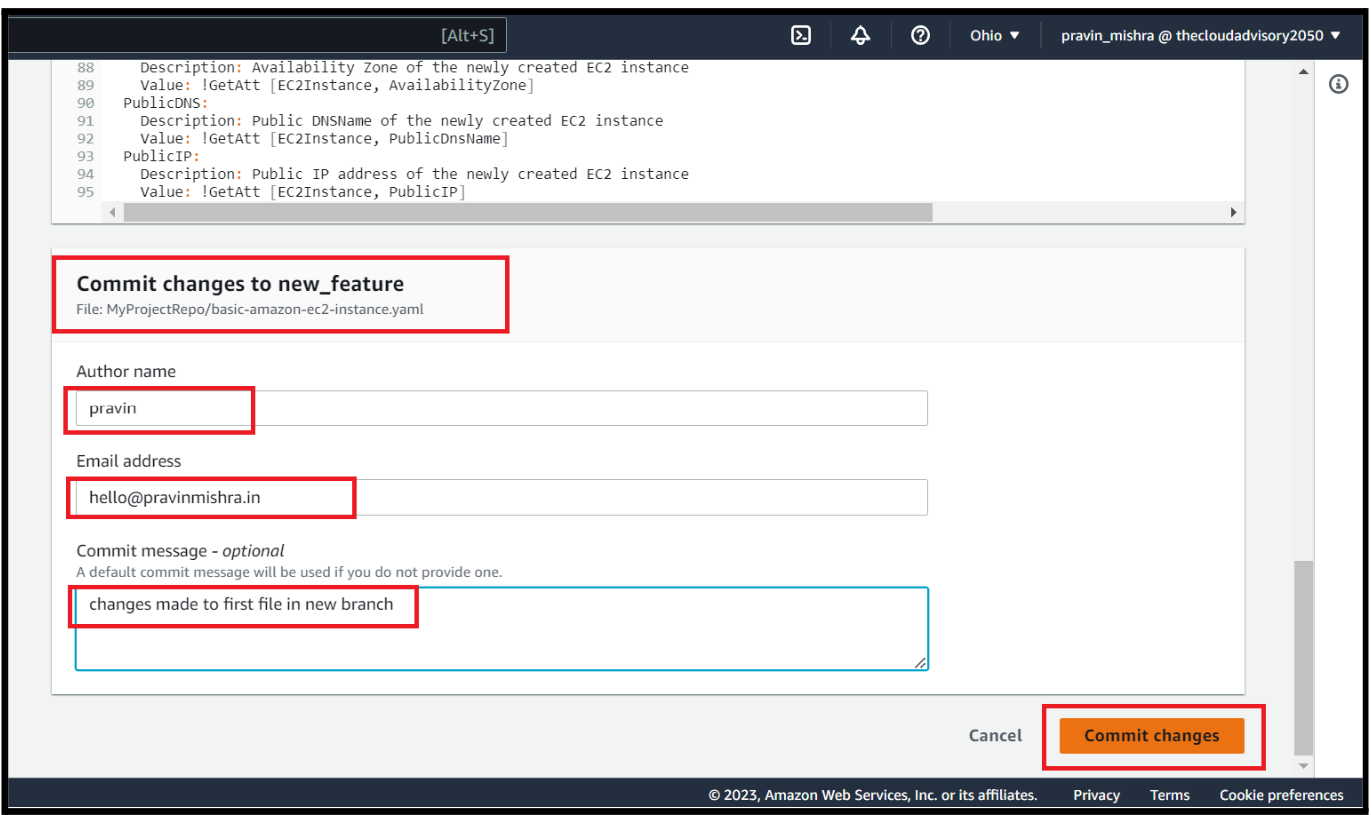 [Alt+S]
Ohio ▼
pravin_mishra @ thecloudadvisory2050 ▼
88 Description: Availability Zone of the newly created EC2 instance
89 Value: !GetAtt [EC2Instance, AvailabilityZone]
90 PublicDNS:
91 Description: Public DNSName of the newly created EC2 instance
92 Value: !GetAtt [EC2Instance, PublicDnsName]
93 PublicIP:
94 Description: Public IP address of the newly created EC2 instance
95 Value: !GetAtt [EC2Instance, PublicIP]
Commit changes to new_feature
File: MyProjectRepo/basic-amazon-ec2-instance.yaml
Author name
pravin
Email address
hello@pravinmishra.in
Commit message - optional
A default commit message will be used if you do not provide one.
changes made to first file in new branch
Cancel
Commit changes
© 2023, Amazon Web Services, Inc. or its affiliates.
Privacy
Terms
Cookie preferences